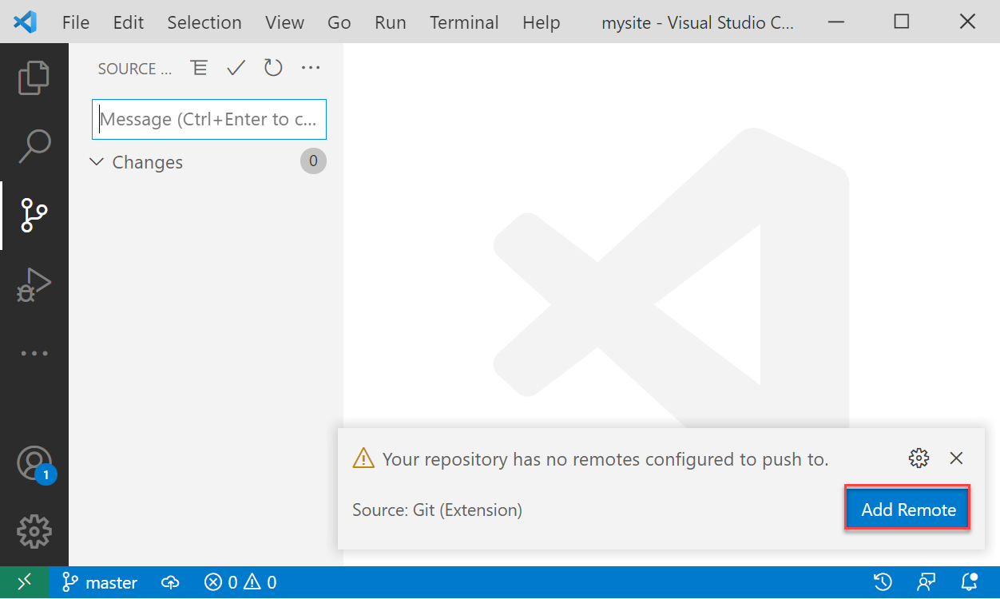 File Edit Selection View Go Run Terminal Help mysite - Visual Studio C...
SOURCE ...
Message (Ctrl+Enter to c...
Changes 0
Your repository has no remotes configured to push to.
Source: Git (Extension) Add Remote
1
master 0 0